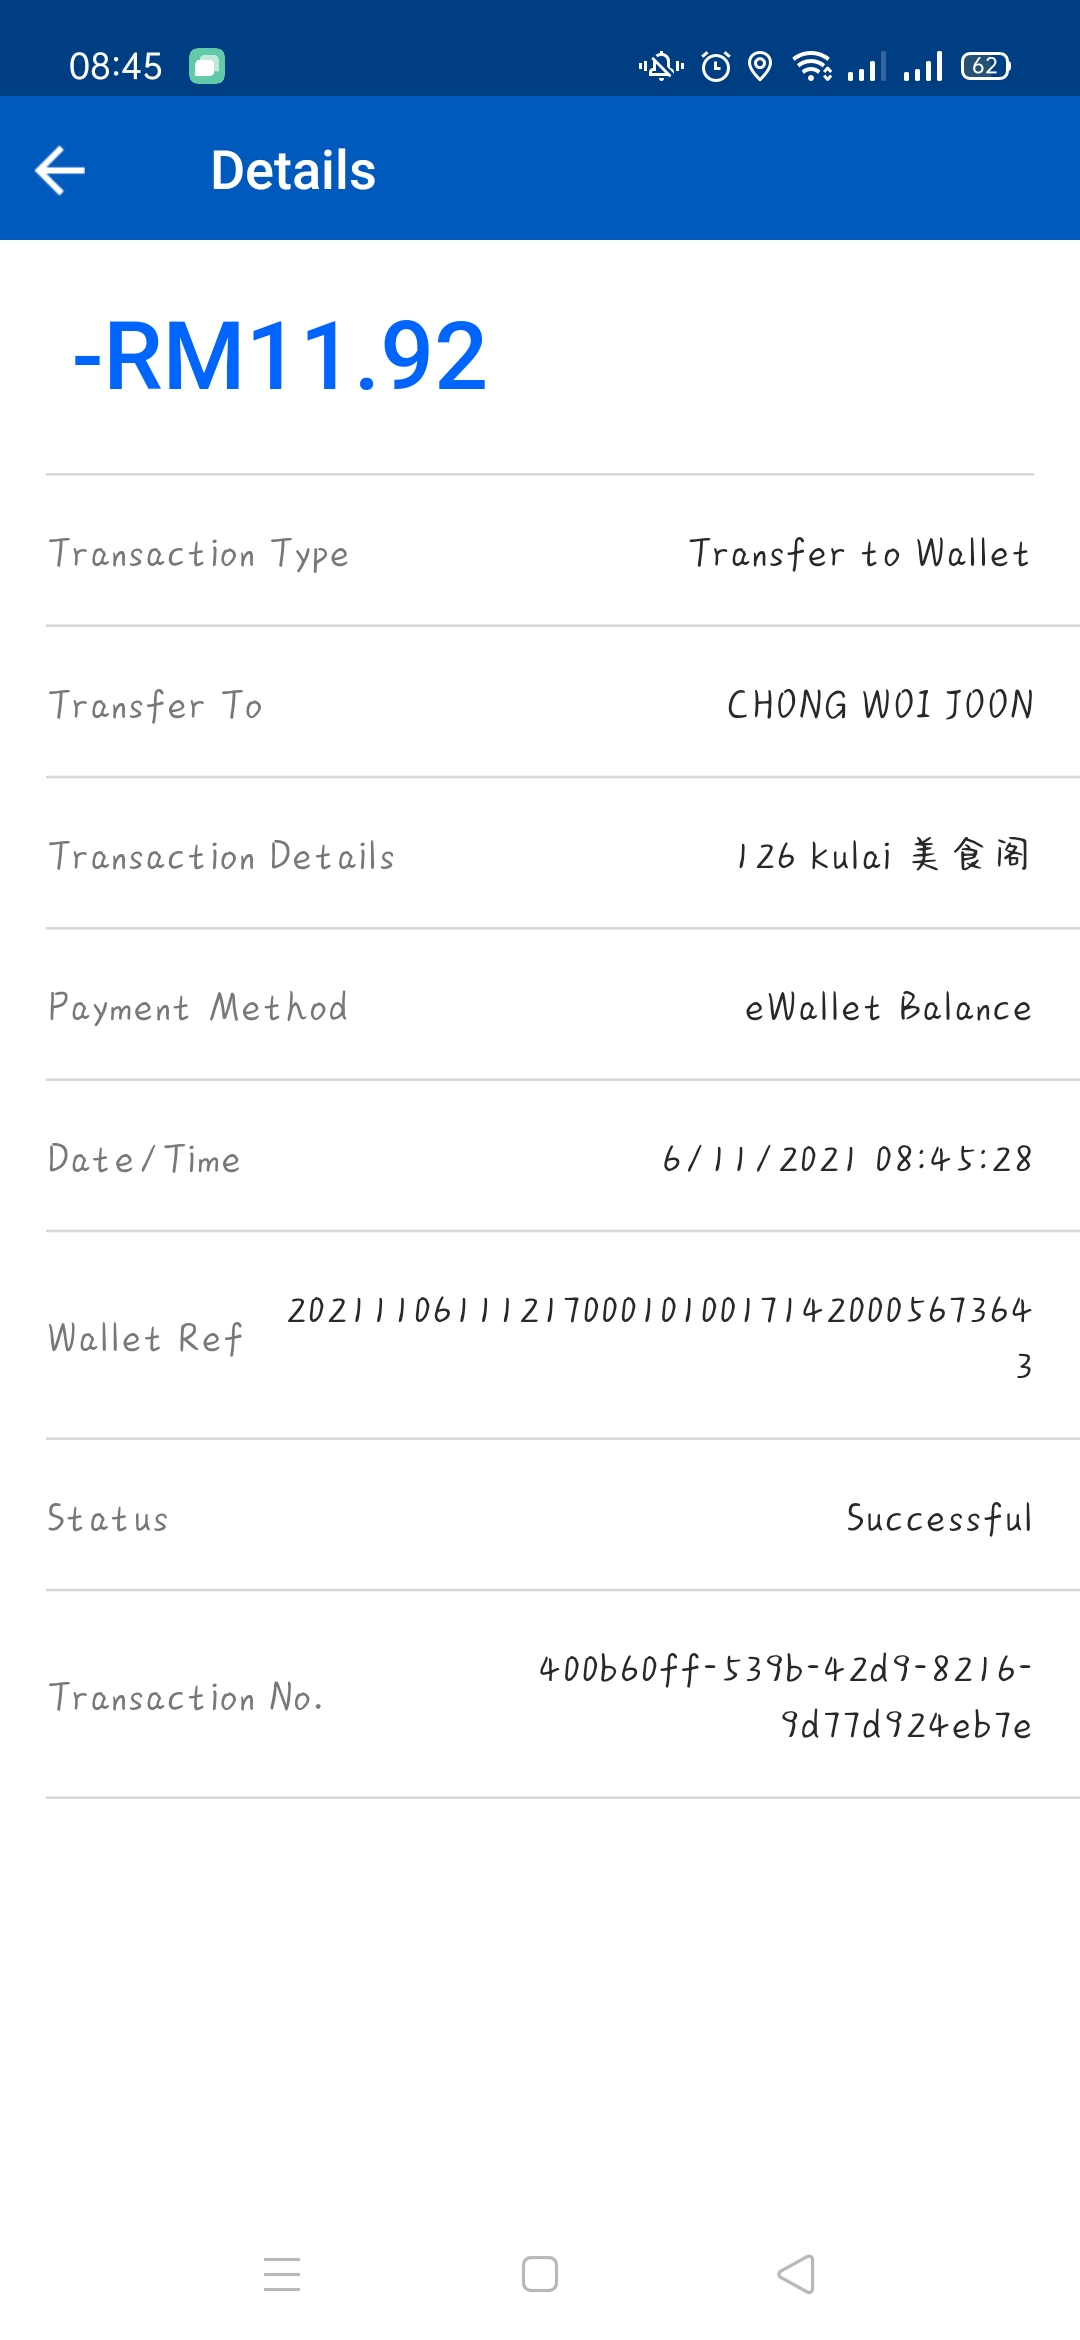 08:45
62
Details
-RM11.92
Transaction Type
Transfer to Wallet
Transfer To
CHONG WOI JOON
Transaction Details
126 kulai 美食阁
Payment Method
eWallet Balance
Date/Time
6/11/2021 08:45:28
Wallet Ref
202111061112170001010017142000567364
3
Status
Successful
Transaction No.
400b60ff-539b-42d9-8216-
9d77d924eb7e